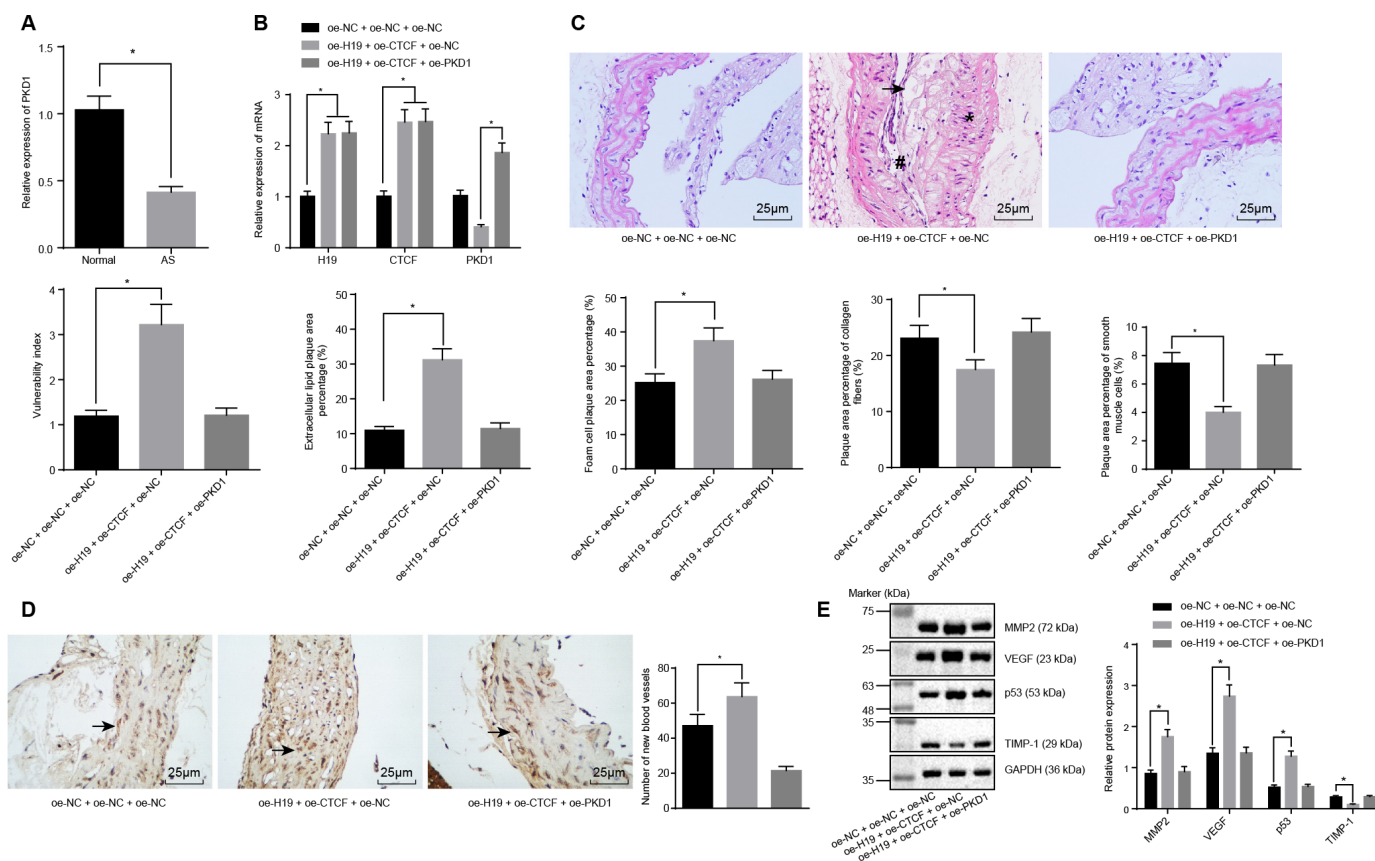 A
Relative expression of PKD1
1.5
1.0
0.5
0.0
*
Normal
AS
B
oe-NC + oe-NC + oe-NC
oe-H19 + oe-CTCF + oe-NC
oe-H19 + oe-CTCF + oe-PKD1
Relative expression of mRNA
4
3
2
1
0
*
*
*
H19
CTCF
PKD1
C
25µm
oe-NC + oe-NC + oe-NC
*
#
25µm
oe-H19 + oe-CTCF + oe-NC
25µm
oe-H19 + oe-CTCF + oe-PKD1
Vulnerability index
4
3
2
1
0
*
oe-NC + oe-NC + oe-NC
oe-H19 + oe-CTCF + oe-NC
oe-H19 + oe-CTCF + oe-PKD1
Extracellular lipid plaque area
percentage (%)
50
40
30
20
10
0
*
oe-NC + oe-NC + oe-NC
oe-H19 + oe-CTCF + oe-NC
oe-H19 + oe-CTCF + oe-PKD1
Foam cell plaque area percentage (%)
50
40
30
20
10
0
*
oe-NC + oe-NC + oe-NC
oe-H19 + oe-CTCF + oe-NC
oe-H19 + oe-CTCF + oe-PKD1
Plaque area percentage of collagen
fibers (%)
30
20
10
0
*
oe-NC + oe-NC + oe-NC
oe-H19 + oe-CTCF + oe-NC
oe-H19 + oe-CTCF + oe-PKD1
Plaque area percentage of smooth
muscle cells (%)
10
8
6
4
2
0
*
oe-NC + oe-NC + oe-NC
oe-H19 + oe-CTCF + oe-NC
oe-H19 + oe-CTCF + oe-PKD1
D
25µm
oe-NC + oe-NC + oe-NC
25µm
oe-H19 + oe-CTCF + oe-NC
25µm
oe-H19 + oe-CTCF + oe-PKD1
Number of new blood vessels
80
60
40
20
0
*
E
Marker (kDa)
75
MMP2 (72 kDa)
25
VEGF (23 kDa)
63
48
p53 (53 kDa)
35
TIMP-1 (29 kDa)
35
GAPDH (36 kDa)
oe-NC + oe-NC + oe-NC
oe-H19 + oe-CTCF + oe-NC
oe-H19 + oe-CTCF + oe-PKD1
oe-NC + oe-NC + oe-NC
oe-H19 + oe-CTCF + oe-NC
oe-H19 + oe-CTCF + oe-PKD1
Relative protein expression
4
3
2
1
0
*
*
*
*
MMP2
VEGF
p53
TIMP-1